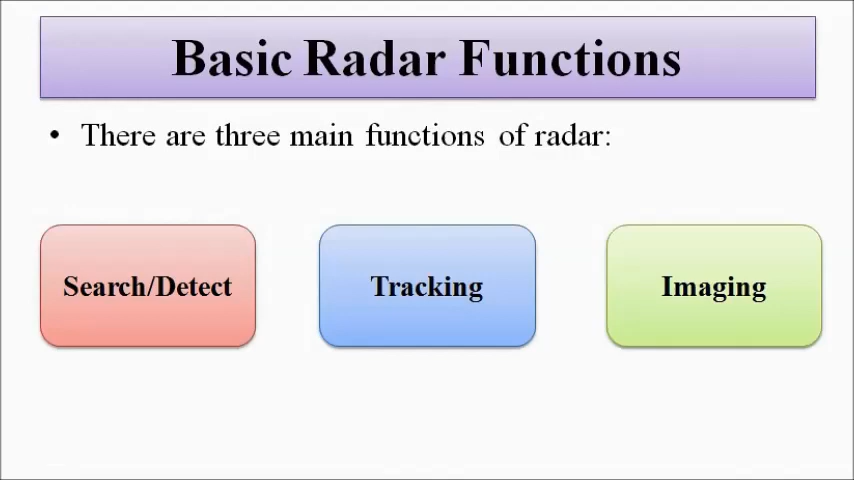 Basic Radar Functions
• There are three main functions of radar:
Search/Detect
Tracking
Imaging